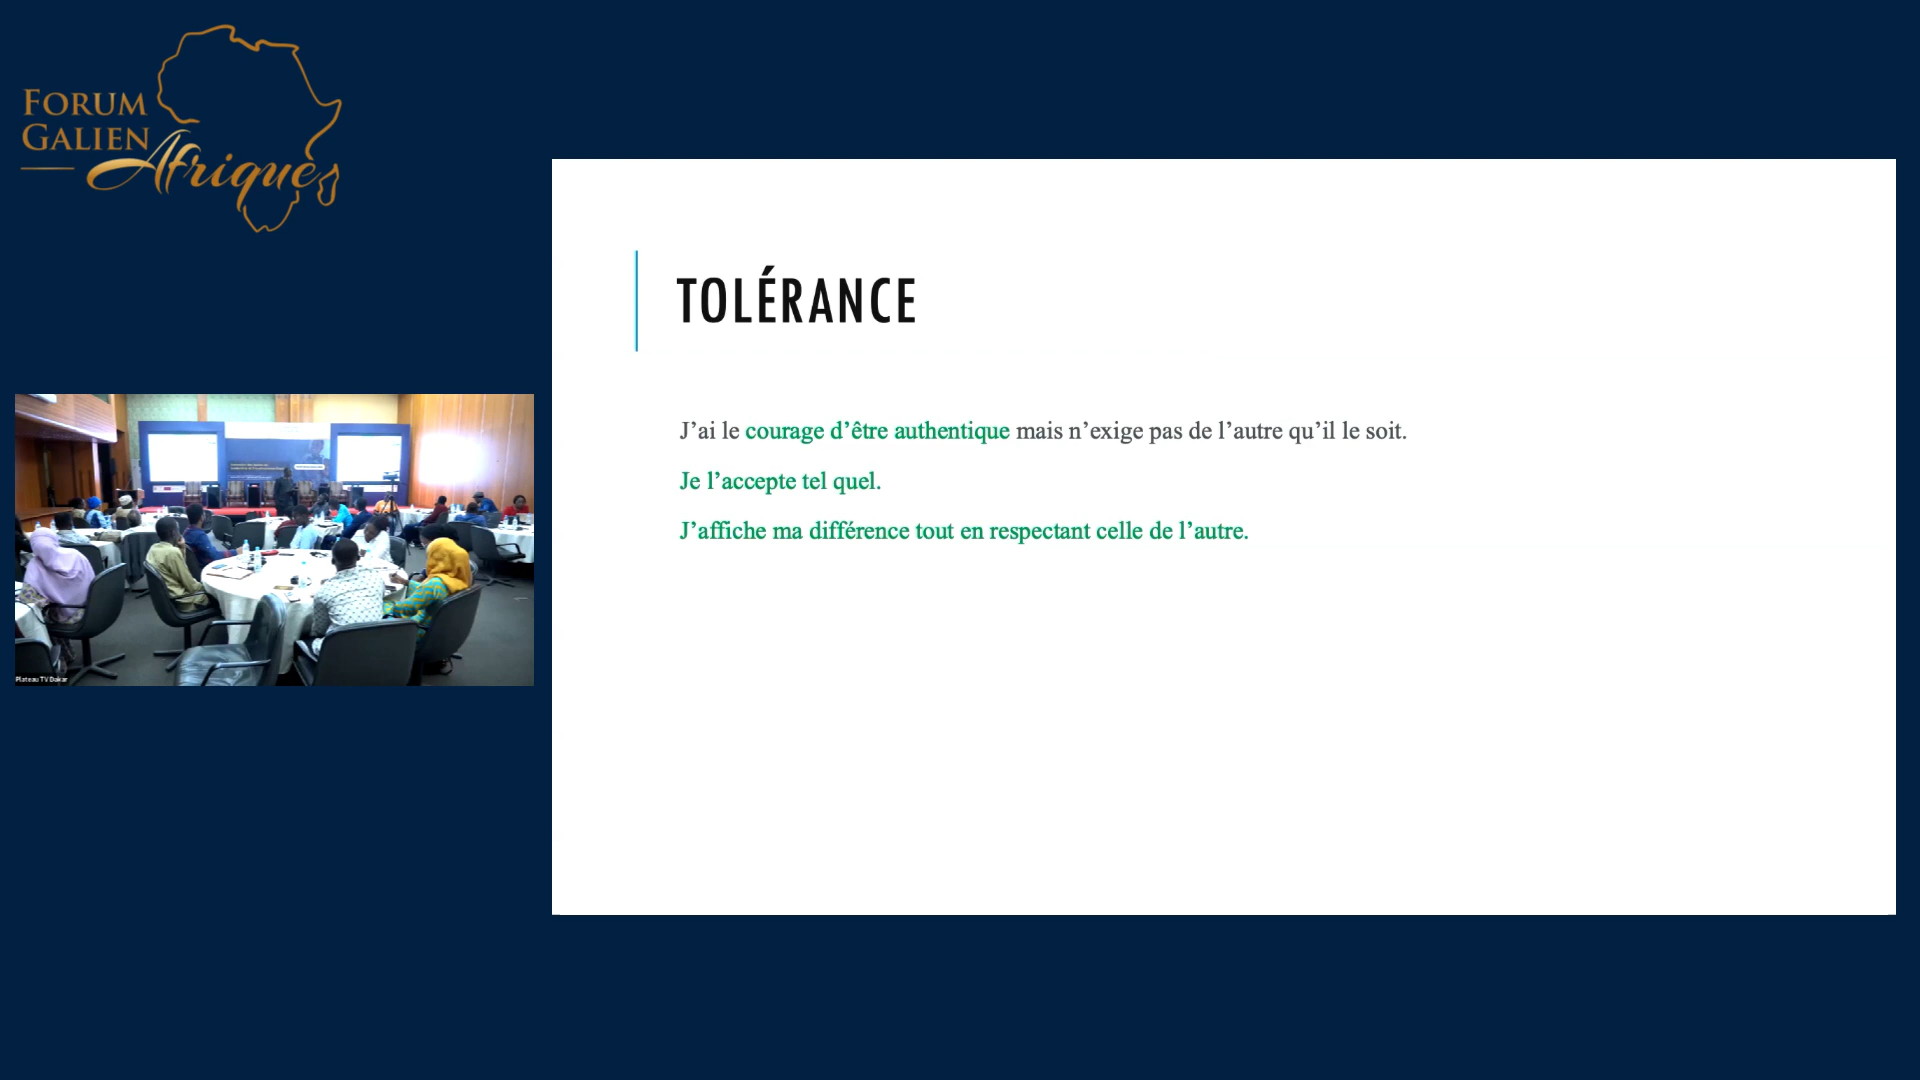 FORUM
GALIEN
Afrique
TOLÉRANCE
J’ai le courage d’être authentique mais n’exige pas de l’autre qu’il le soit.
Je l’accepte tel quel.
J’affiche ma différence tout en respectant celle de l’autre.
Plateau TV Dakar